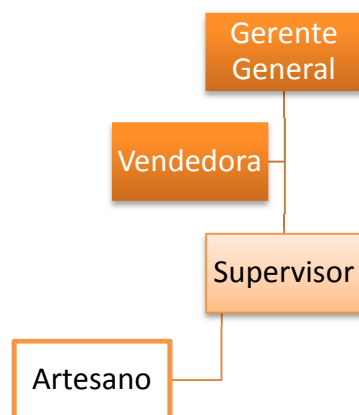 Gerente
General
Vendedora
Supervisor
Artesano